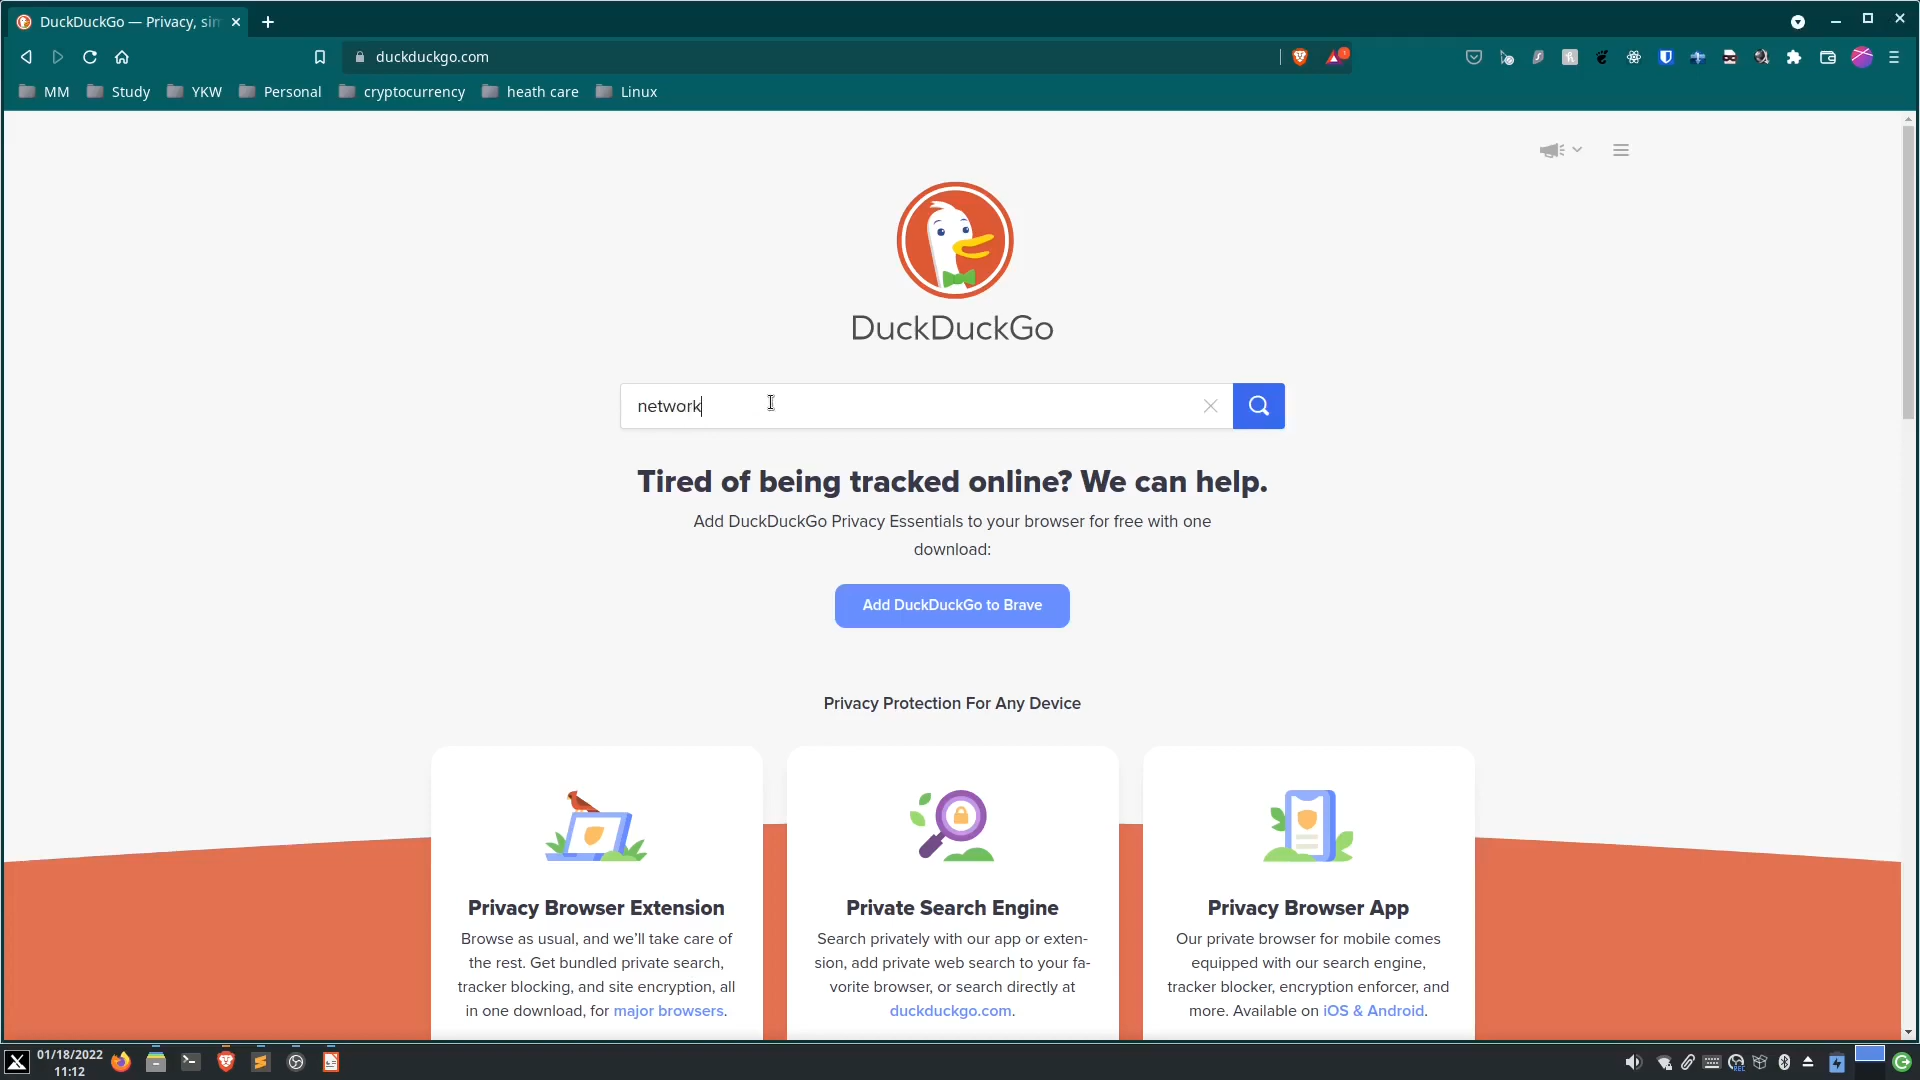 DuckDuckGo — Privacy, sim
duckduckgo.com
MM Study YKW Personal cryptocurrency heath care Linux
DuckDuckGo
network
Tired of being tracked online? We can help.
Add DuckDuckGo Privacy Essentials to your browser for free with one
download:
Add DuckDuckGo to Brave
Privacy Protection For Any Device
Privacy Browser Extension
Browse as usual, and we’ll take care of
the rest. Get bundled private search,
tracker blocking, and site encryption, all
in one download, for major browsers.
Private Search Engine
Search privately with our app or exten-
sion, add private web search to your fa-
vorite browser, or search directly at
duckduckgo.com.
Privacy Browser App
Our private browser for mobile comes
equipped with our search engine,
tracker blocker, encryption enforcer, and
more. Available on iOS & Android.
01/18/2022
11:12
REC